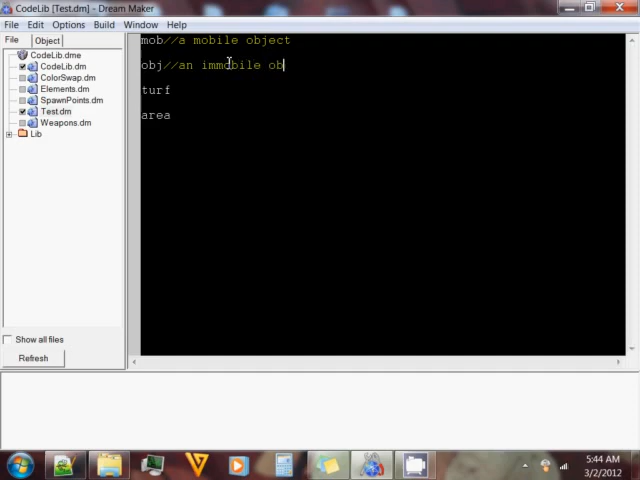 CodeLib [Test.dm] - Dream Maker
File Edit Options Build Window Help
File Object
CodeLib.dme
CodeLib.dm
ColorSwap.dm
Elements.dm
SpawnPoints.dm
Test.dm
Weapons.dm
Lib
mob//a mobile object
obj//an immobile ob
turf
area
Show all files
Refresh
5:44 AM
3/2/2012